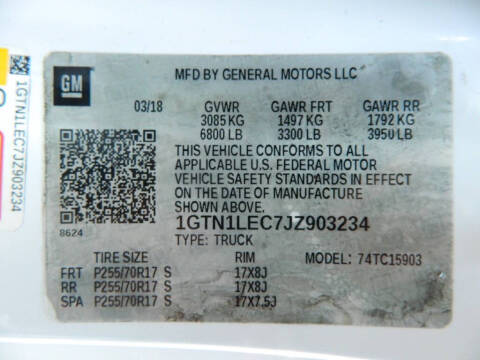 GM
MFD BY GENERAL MOTORS LLC
03/18 GVWR GAWR FRT GAWR RR
3085 KG 1497 KG 1792 KG
6800 LB 3300 LB 3950 LB
THIS VEHICLE CONFORMS TO ALL
APPLICABLE U.S. FEDERAL MOTOR
VEHICLE SAFETY STANDARDS IN EFFECT
ON THE DATE OF MANUFACTURE
SHOWN ABOVE.
1GTN1LEC7JZ903234
8624 TYPE: TRUCK
TIRE SIZE RIM MODEL: 74TC15903
FRT P255/70R17 S 17X8J
RR P255/70R17 S 17X8J
SPA P255/70R17 S 17X7.5J
1GTN1LEC7JZ903234